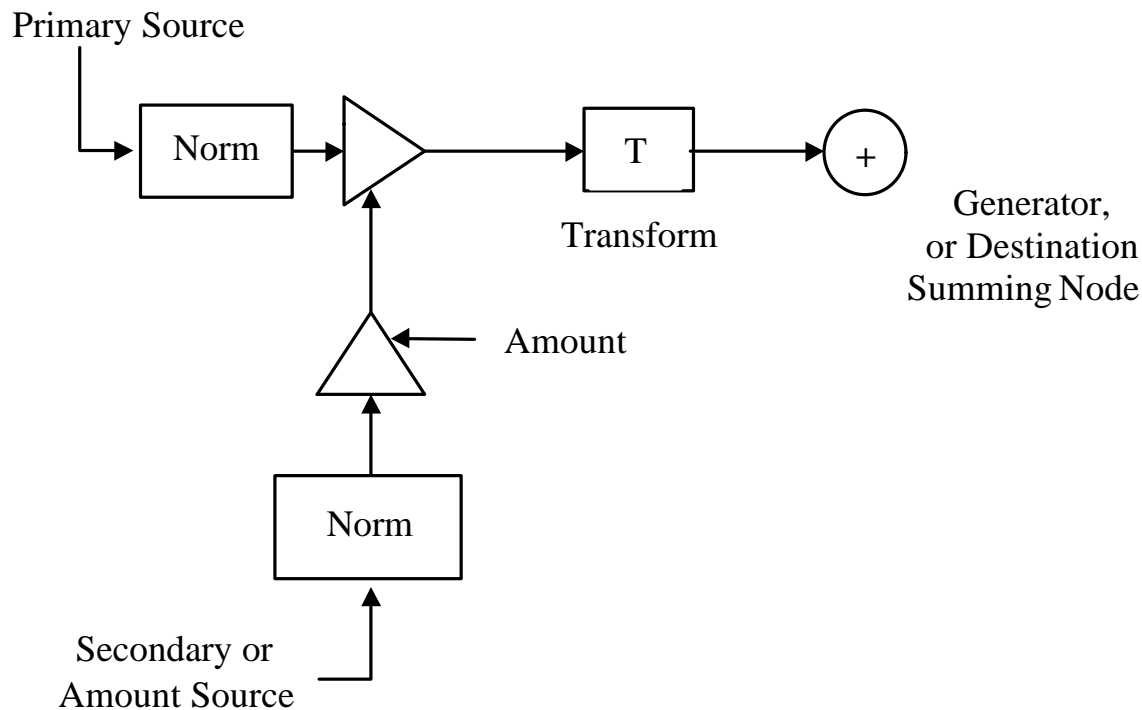 Primary Source
Norm
T
+
Transform
Generator,
or Destination
Summing Node
Amount
Norm
Secondary or
Amount Source